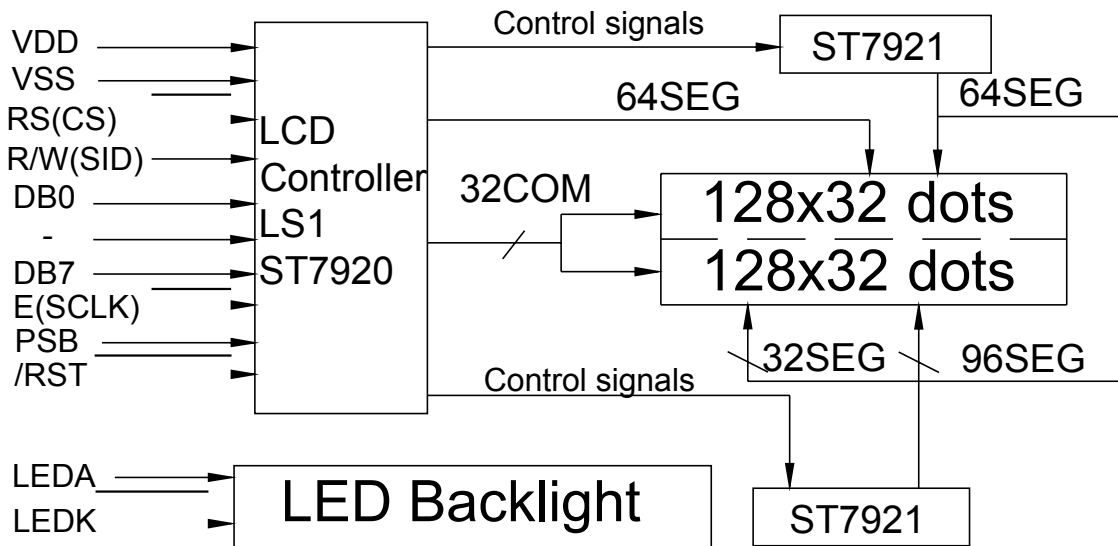 VDD
VSS
RS(CS)
R/W(SID)
DB0
-
DB7
E(SCLK)
PSB
/RST
LCD
Controller
LS1
ST7920
Control signals
ST7921
64SEG
64SEG
32COM
128x32 dots
128x32 dots
32SEG
96SEG
Control signals
ST7921
LEDA
LEDK
LED Backlight